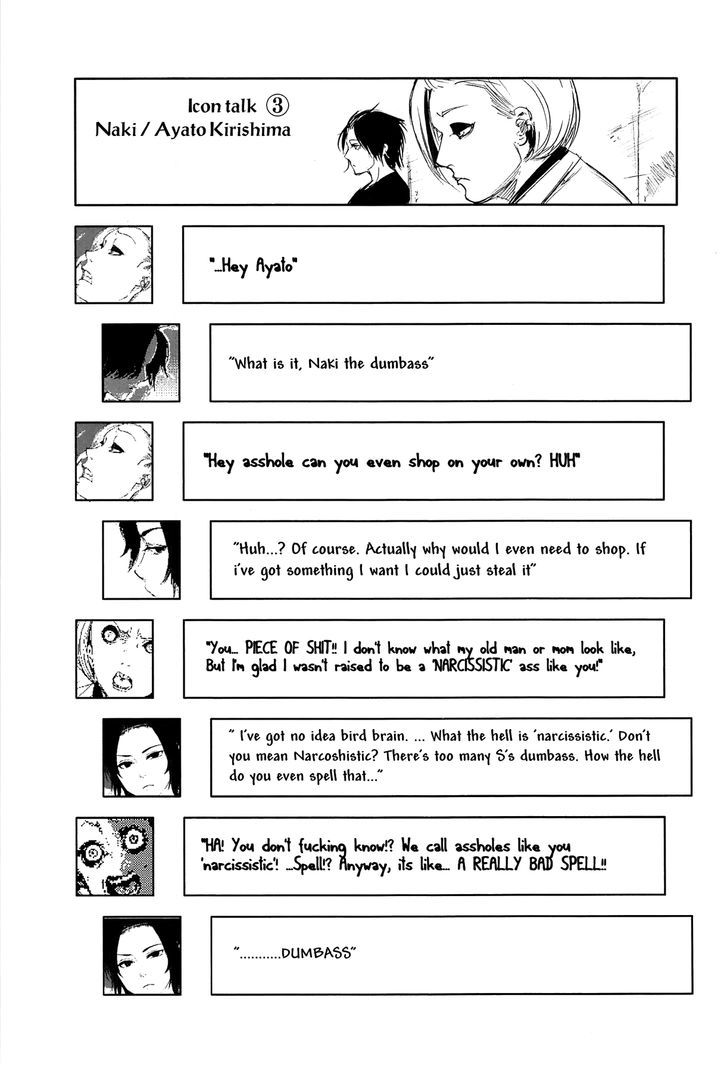 Icon talk ③
Naki / Ayato Kirishima
"...Hey Ayato"
"What is it, Naki the dumbass"
"Hey asshole can you even shop on your own? HUH"
"Huh...? Of course. Actually why would I even need to shop. If
i've got something I want I could just steal it"
"You... PIECE OF SHIT!! I don't know what my old man or mom look like,
But I'm glad I wasn't raised to be a 'NARCISSISTIC' ass like you!"
" I've got no idea bird brain. ... What the hell is 'narcissistic.' Don't
you mean Narcoshistic? There's too many S's dumbass. How the hell
do you even spell that..."
"HA! You don't fucking know!? We call assholes like you
'narcissistic'! ...Spell!? Anyway, its like... A REALLY BAD SPELL!!
"...........DUMBASS"